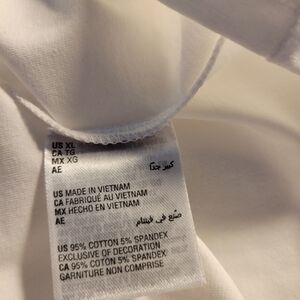 US XL
CA TG
MX XG
AE كبير جدًا
US MADE IN VIETNAM
CA FABRIQUÉ AU VIETNAM
MX HECHO EN VIETNAM
AE صُنع في فيتنام
US 95% COTTON 5% SPANDEX
EXCLUSIVE OF DECORATION
CA 95% COTON 5% SPANDEX
GARNITURE NON COMPRISE